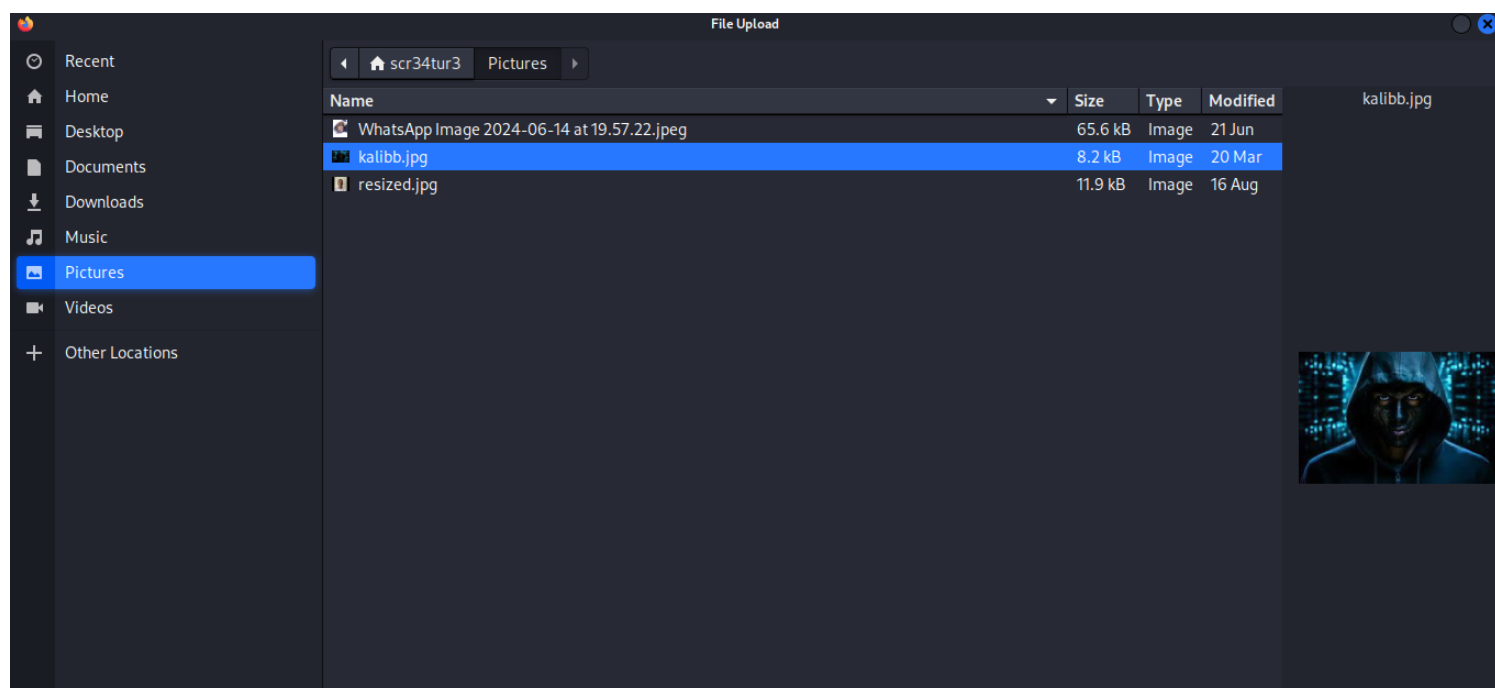 File Upload
Recent
Home
Desktop
Documents
Downloads
Music
Pictures
Videos
Other Locations
scr34tur3 Pictures
Name Size Type Modified
WhatsApp Image 2024-06-14 at 19.57.22.jpeg 65.6 kB Image 21 Jun
kalibb.jpg 8.2 kB Image 20 Mar
resized.jpg 11.9 kB Image 16 Aug
kalibb.jpg